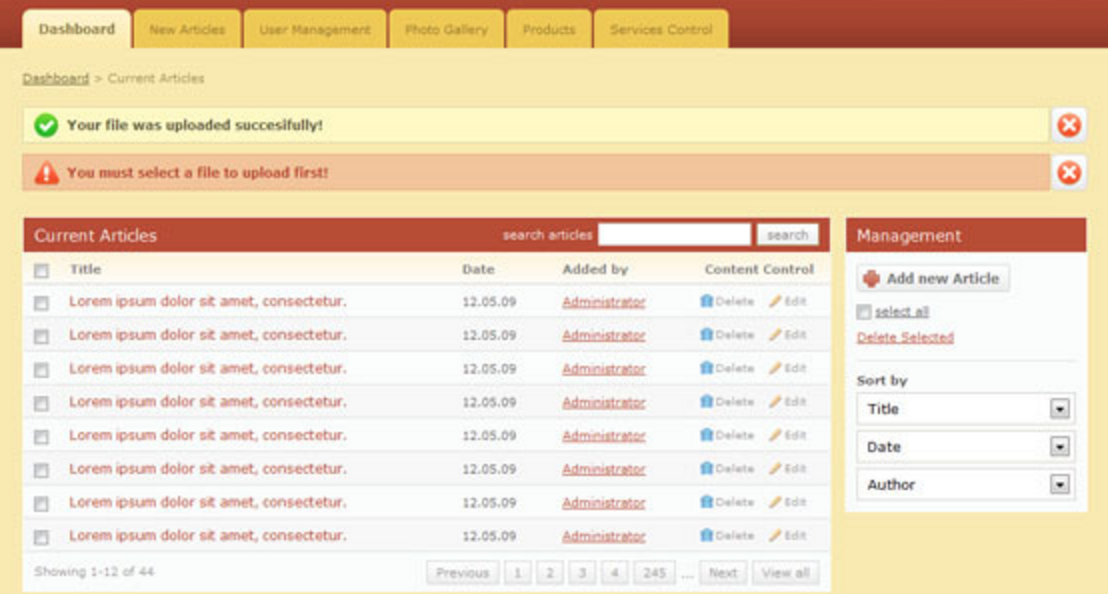 Dashboard New Articles User Management Photo Gallery Products Services Control
Dashboard > Current Articles
Your file was uploaded succesifully!
You must select a file to upload first!
Current Articles search articles search
Title Date Added by Content Control
Lorem ipsum dolor sit amet, consectetur. 12.05.09 Administrator Delete Edit
Lorem ipsum dolor sit amet, consectetur. 12.05.09 Administrator Delete Edit
Lorem ipsum dolor sit amet, consectetur. 12.05.09 Administrator Delete Edit
Lorem ipsum dolor sit amet, consectetur. 12.05.09 Administrator Delete Edit
Lorem ipsum dolor sit amet, consectetur. 12.05.09 Administrator Delete Edit
Lorem ipsum dolor sit amet, consectetur. 12.05.09 Administrator Delete Edit
Lorem ipsum dolor sit amet, consectetur. 12.05.09 Administrator Delete Edit
Lorem ipsum dolor sit amet, consectetur. 12.05.09 Administrator Delete Edit
Showing 1-12 of 44 Previous 1 2 3 4 245 ... Next View all
Management
Add new Article
select all
Delete Selected
Sort by
Title
Date
Author